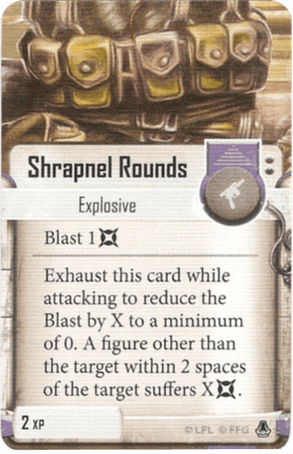 Shrapnel Rounds
Explosive
Blast 1
Exhaust this card while
attacking to reduce the
Blast by X to a minimum
of 0. A figure other than
the target within 2 spaces
of the target suffers X.
2 XP
© LFL © FFG